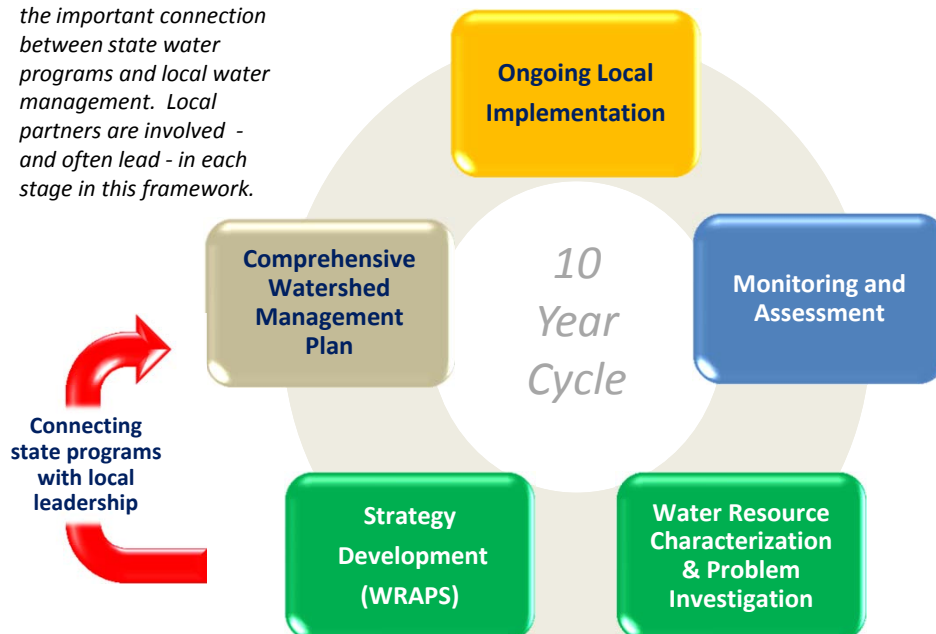 the important connection
between state water
programs and local water
management.  Local
partners are involved  -
and often lead - in each
stage in this framework.
Ongoing Local
Implementation
Comprehensive
Watershed
Management
Plan
10
Year
Cycle
Monitoring and
Assessment
Connecting
state programs
with local
leadership
Strategy
Development
(WRAPS)
Water Resource
Characterization
& Problem
Investigation